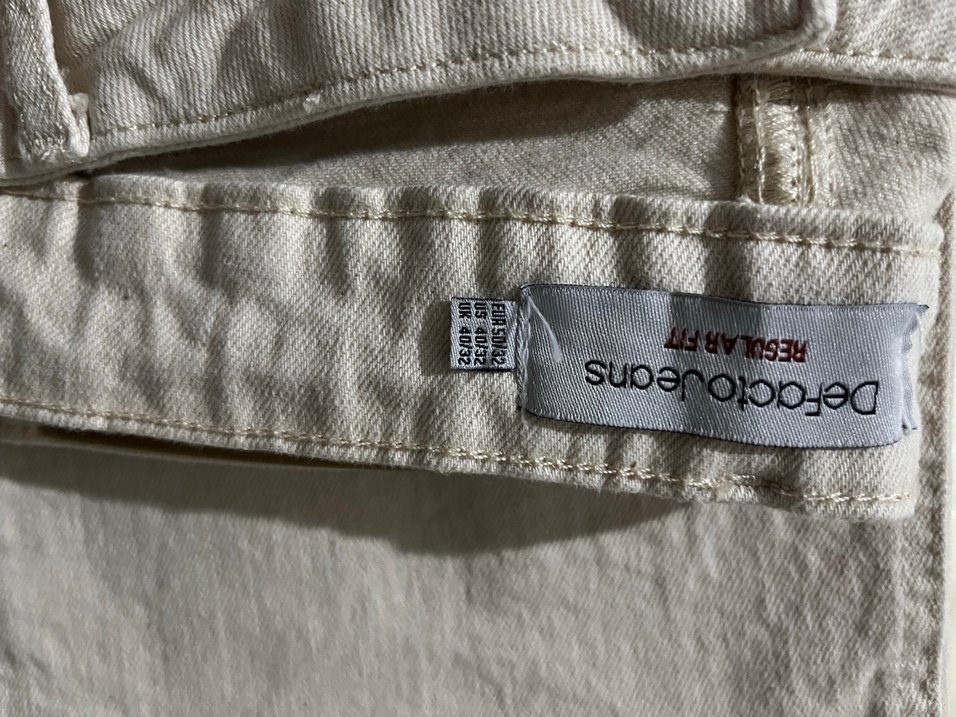 DeFactoJeans
REGULAR FIT
EUR 50/32
US 40/32
UK 40/32